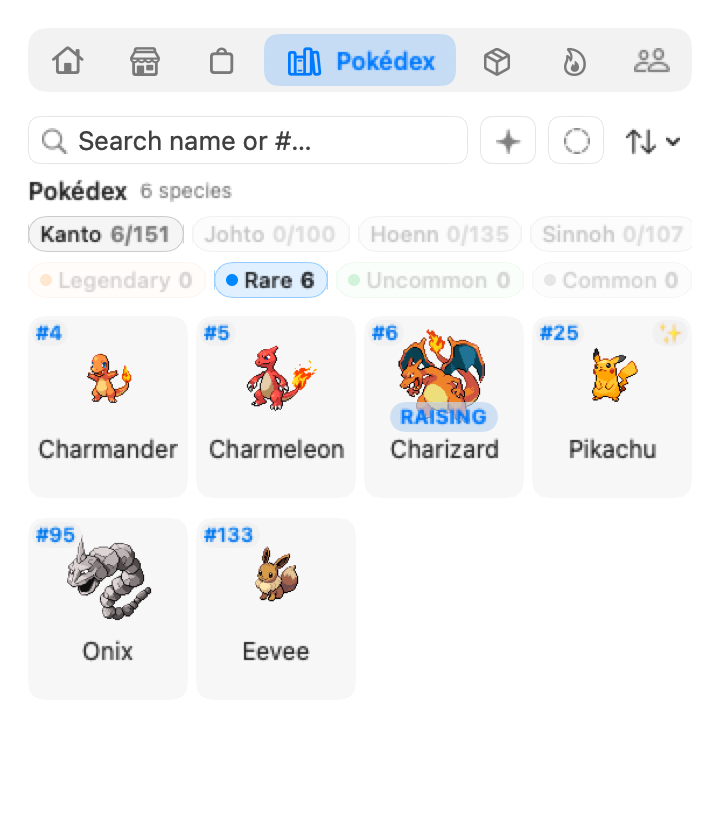 Pokédex
Search name or #...
Pokédex 6 species
Kanto 6/151 Johto 0/100 Hoenn 0/135 Sinnoh 0/107
Legendary 0 Rare 6 Uncommon 0 Common 0
#4 #5 #6 #25
RAISING
Charmander Charmeleon Charizard Pikachu
#95 #133
Onix Eevee